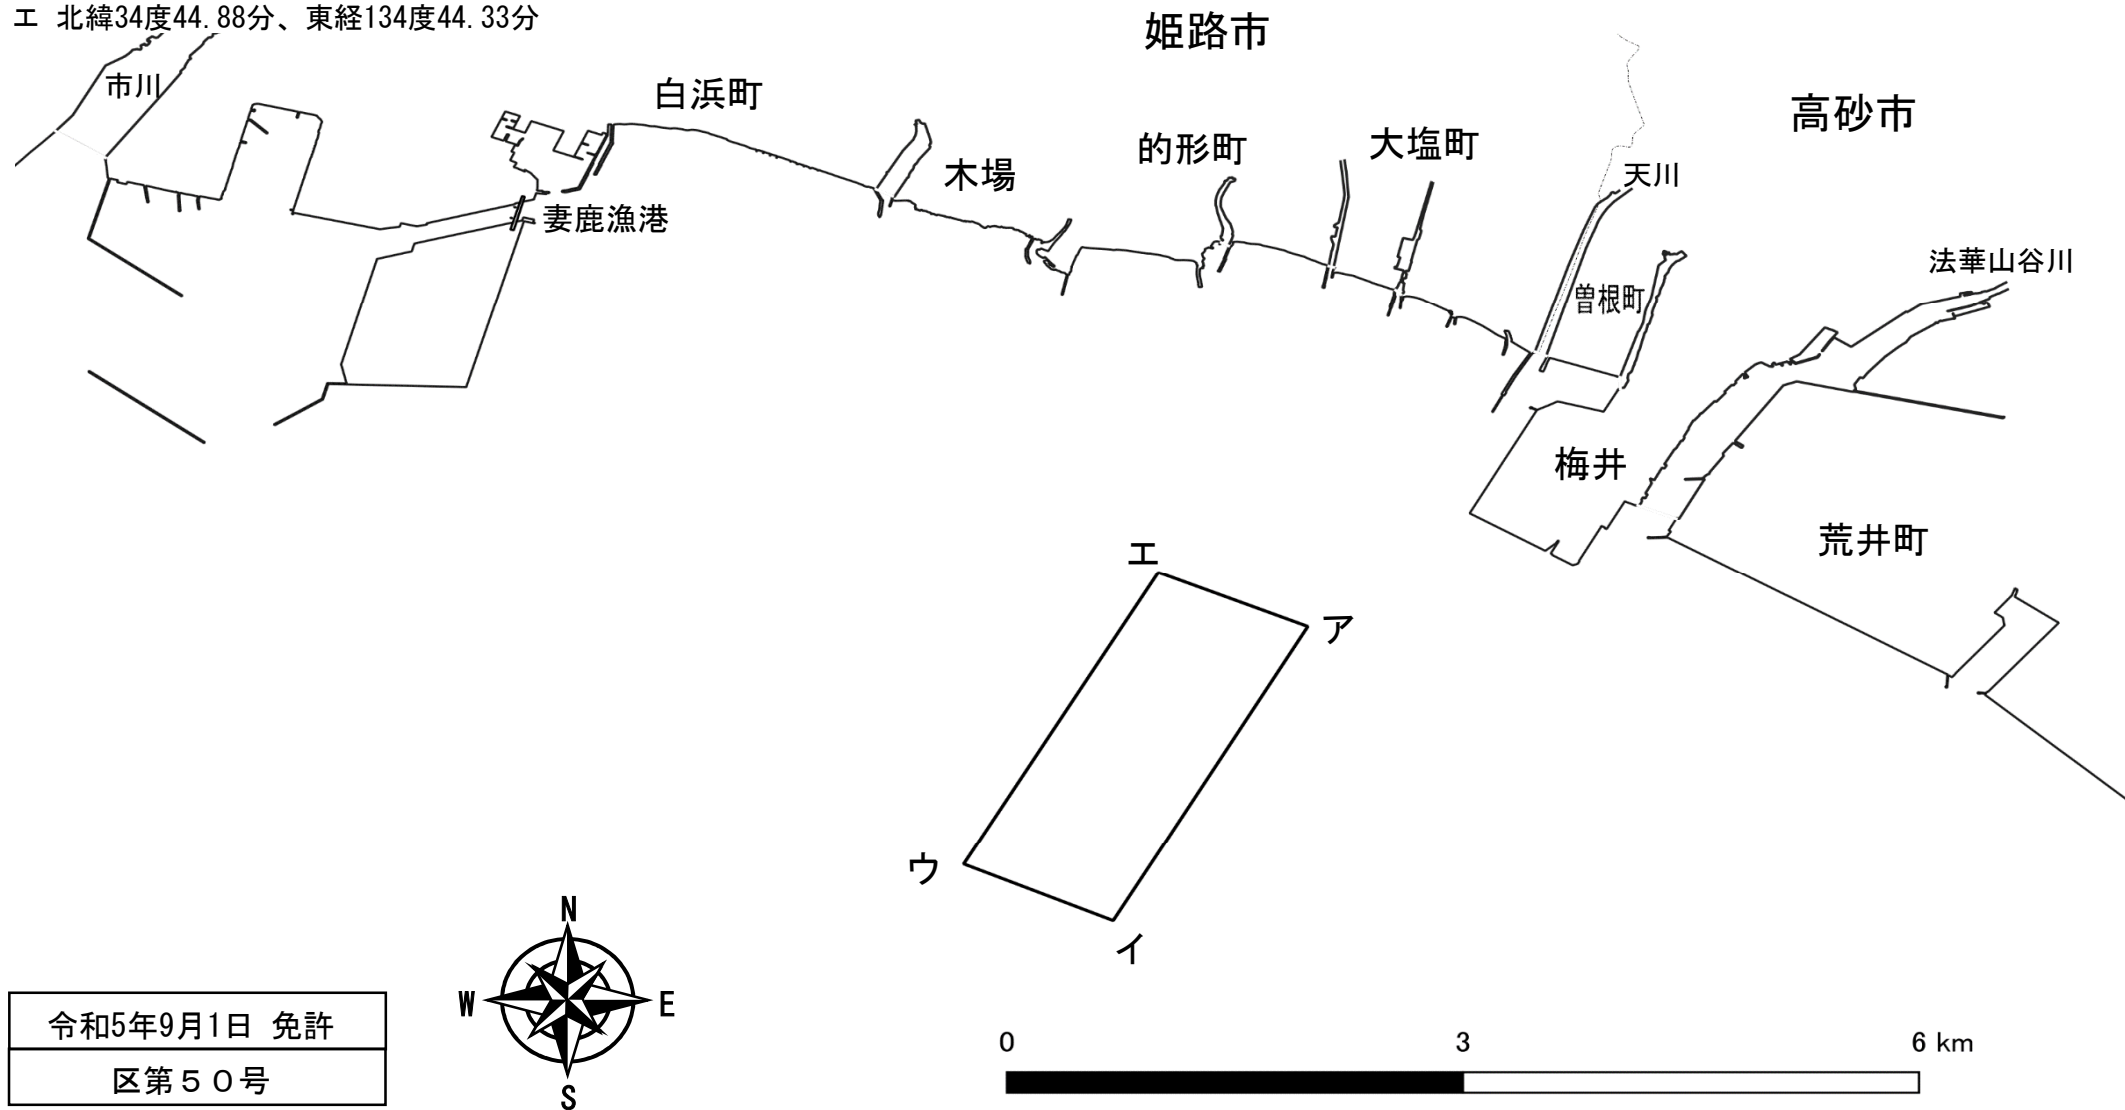 エ 北緯34度44.88分、東経134度44.33分
姫路市
市川
白浜町
高砂市
的形町
大塩町
木場
天川
妻鹿漁港
法華山谷川
曽根町
梅井
荒井町
エ
ア
ウ
イ
N
W
E
S
令和5年9月1日 免許
区第５０号
0 3 6 km